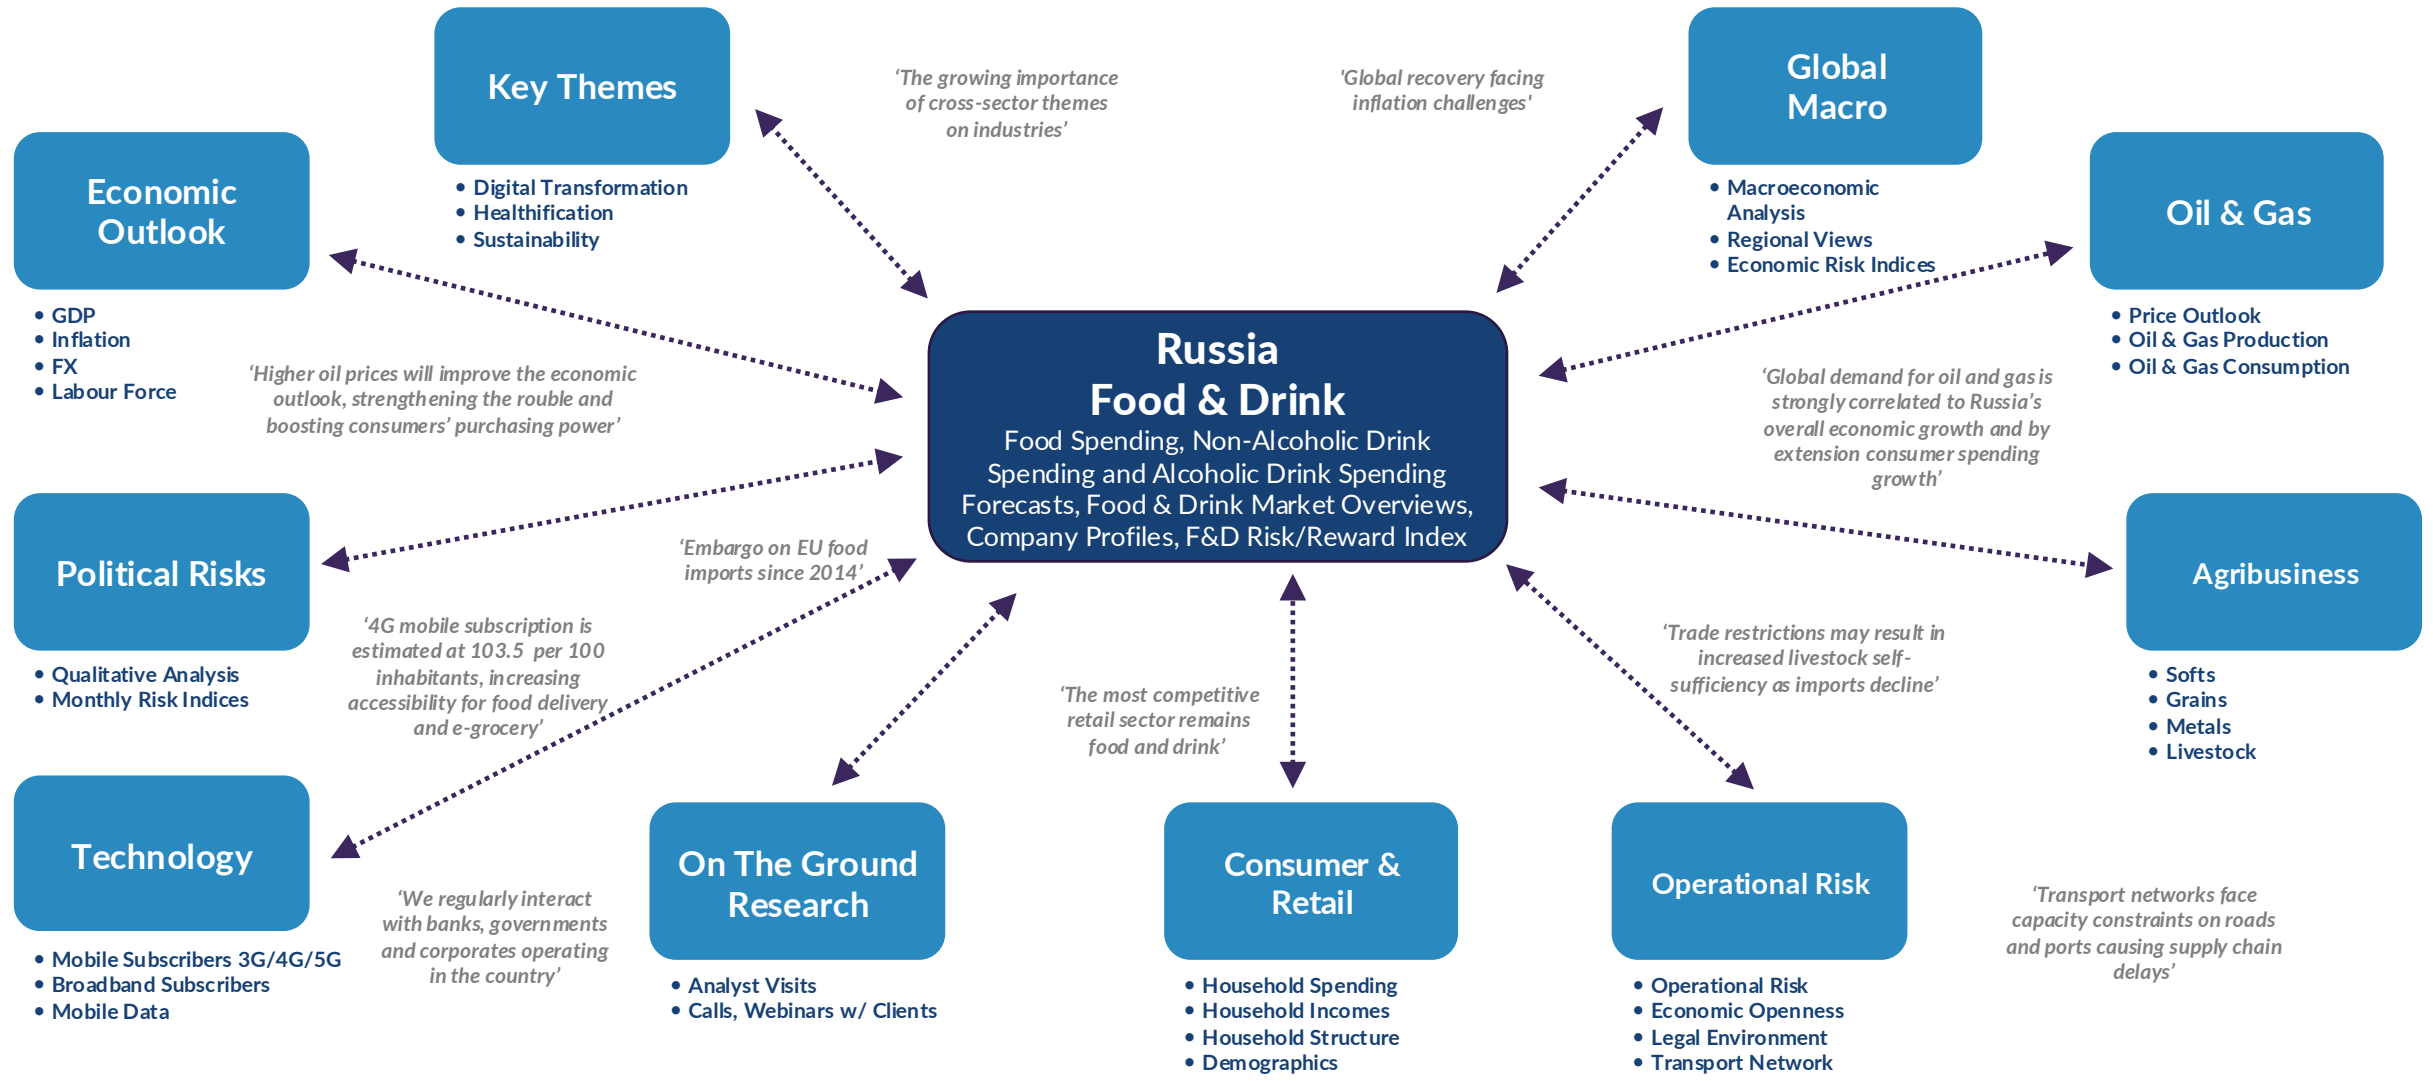 Key Themes
• Digital Transformation
• Healthification
• Sustainability
‘The growing importance
of cross-sector themes
on industries’
'Global recovery facing
inflation challenges'
Global
Macro
• Macroeconomic
Analysis
• Regional Views
• Economic Risk Indices
Economic
Outlook
• GDP
• Inflation
• FX
• Labour Force
‘Higher oil prices will improve the economic
outlook, strengthening the rouble and
boosting consumers’ purchasing power’
Oil & Gas
• Price Outlook
• Oil & Gas Production
• Oil & Gas Consumption
‘Global demand for oil and gas is
strongly correlated to Russia’s
overall economic growth and by
extension consumer spending
growth’
Russia
Food & Drink
Food Spending, Non-Alcoholic Drink
Spending and Alcoholic Drink Spending
Forecasts, Food & Drink Market Overviews,
Company Profiles, F&D Risk/Reward Index
Political Risks
• Qualitative Analysis
• Monthly Risk Indices
‘Embargo on EU food
imports since 2014’
Agribusiness
• Softs
• Grains
• Metals
• Livestock
‘Trade restrictions may result in
increased livestock self-
sufficiency as imports decline’
‘4G mobile subscription is
estimated at 103.5 per 100
inhabitants, increasing
accessibility for food delivery
and e-grocery’
Technology
• Mobile Subscribers 3G/4G/5G
• Broadband Subscribers
• Mobile Data
‘We regularly interact
with banks, governments
and corporates operating
in the country’
On The Ground
Research
• Analyst Visits
• Calls, Webinars w/ Clients
‘The most competitive
retail sector remains
food and drink’
Consumer &
Retail
• Household Spending
• Household Incomes
• Household Structure
• Demographics
Operational Risk
• Operational Risk
• Economic Openness
• Legal Environment
• Transport Network
‘Transport networks face
capacity constraints on roads
and ports causing supply chain
delays’